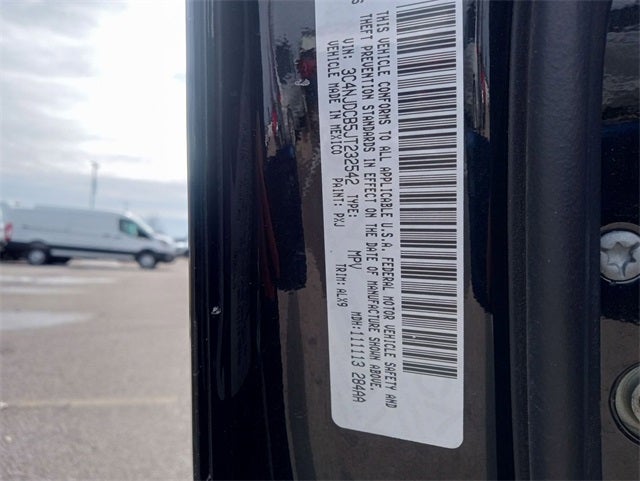 THIS VEHICLE CONFORMS TO ALL APPLICABLE U.S.A. FEDERAL MOTOR VEHICLE SAFETY AND
THEFT PREVENTION STANDARDS IN EFFECT ON THE DATE OF MANUFACTURE SHOWN ABOVE.
VIN: 3C4NJDCB5JT232542 TYPE: MPV MDH:111113 284AA
VEHICLE MADE IN MEXICO PAINT: PXJ TRIM:ALX9